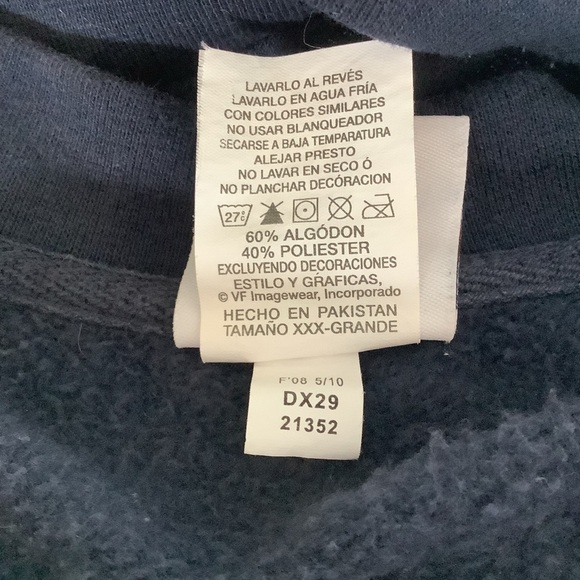 LAVARLO AL REVÉS
LAVARLO EN AGUA FRÍA
CON COLORES SIMILARES
NO USAR BLANQUEADOR
SECARSE A BAJA TEMPARATURA
ALEJAR PRESTO
NO LAVAR EN SECO Ó
NO PLANCHAR DECÓRACION
27°C
60% ALGÓDON
40% POLIESTER
EXCLUYENDO DECORACIONES
ESTILO Y GRAFICAS,
© VF Imagewear, Incorporado
HECHO EN PAKISTAN
TAMAÑO XXX-GRANDE
F'08 5/10
DX29
21352